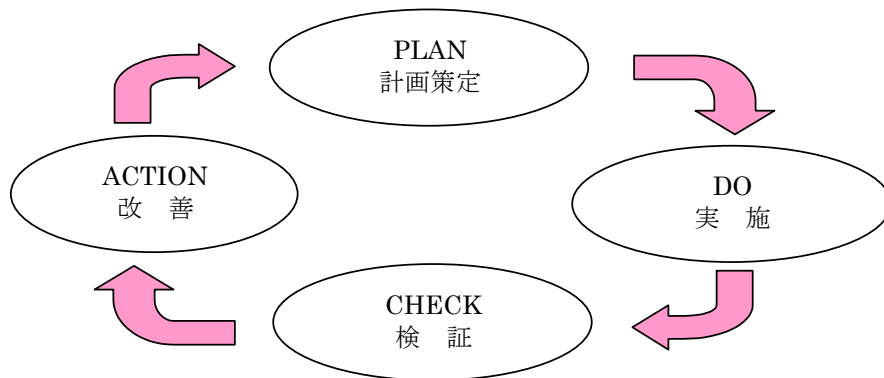 PLAN
計画策定
DO
実　施
CHECK
検　証
ACTION
改　善